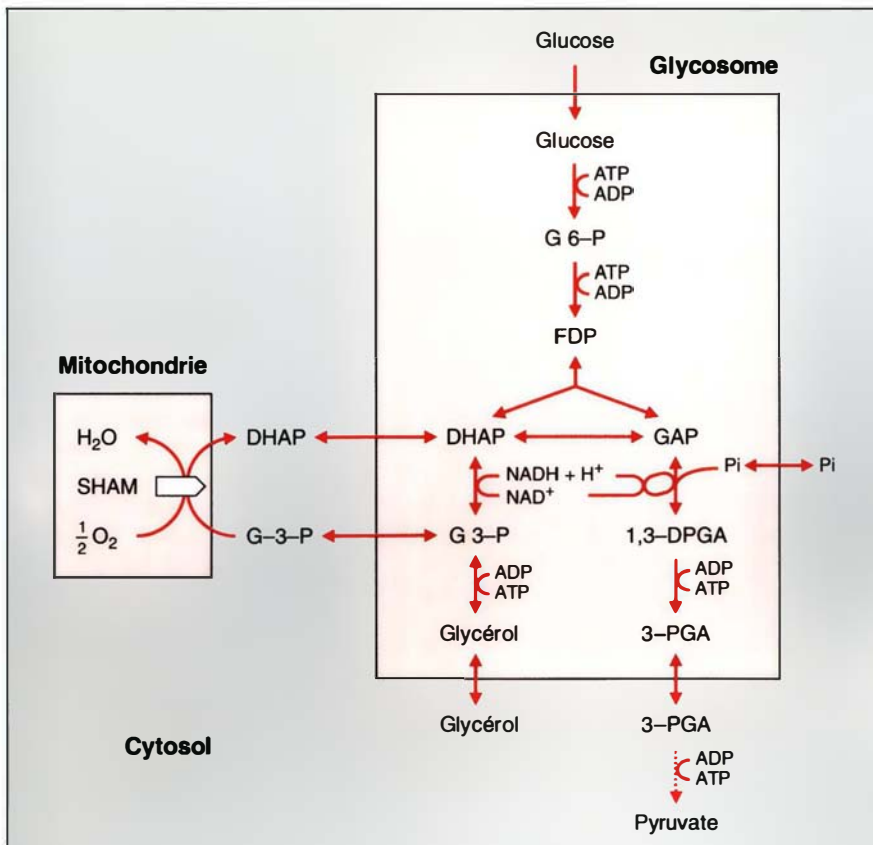 Glucose
Glycosome
Glucose
ATP
ADP
G 6–P
ATP
ADP
FDP
Mitochondrie
H₂O
DHAP
DHAP
GAP
SHAM
NADH + H⁺
NAD⁺
Pi
Pi
½ O₂
G–3–P
G 3–P
1,3–DPGA
ADP
ATP
ADP
ATP
Glycérol
3–PGA
Glycérol
3–PGA
Cytosol
ADP
ATP
Pyruvate